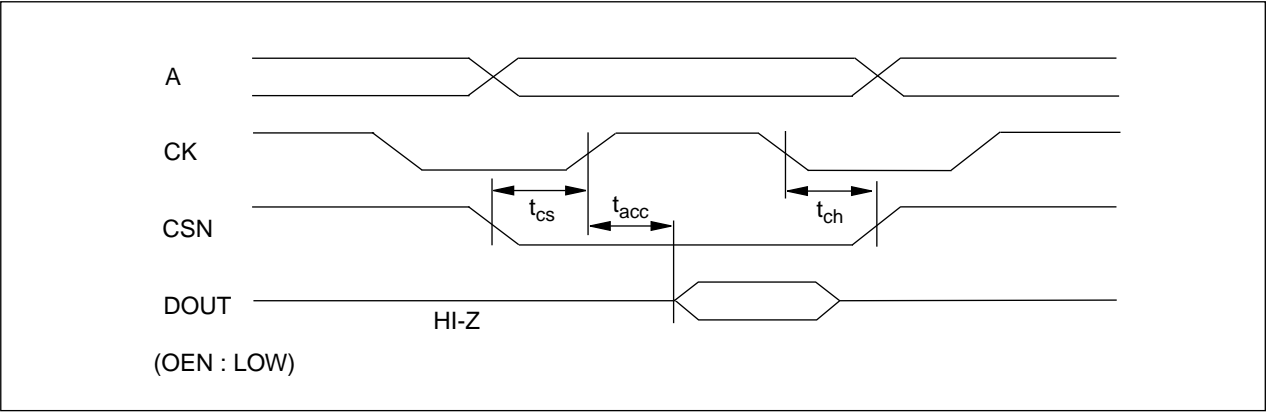 A
CK
t_cs
t_acc
t_ch
CSN
DOUT
HI-Z
(OEN : LOW)